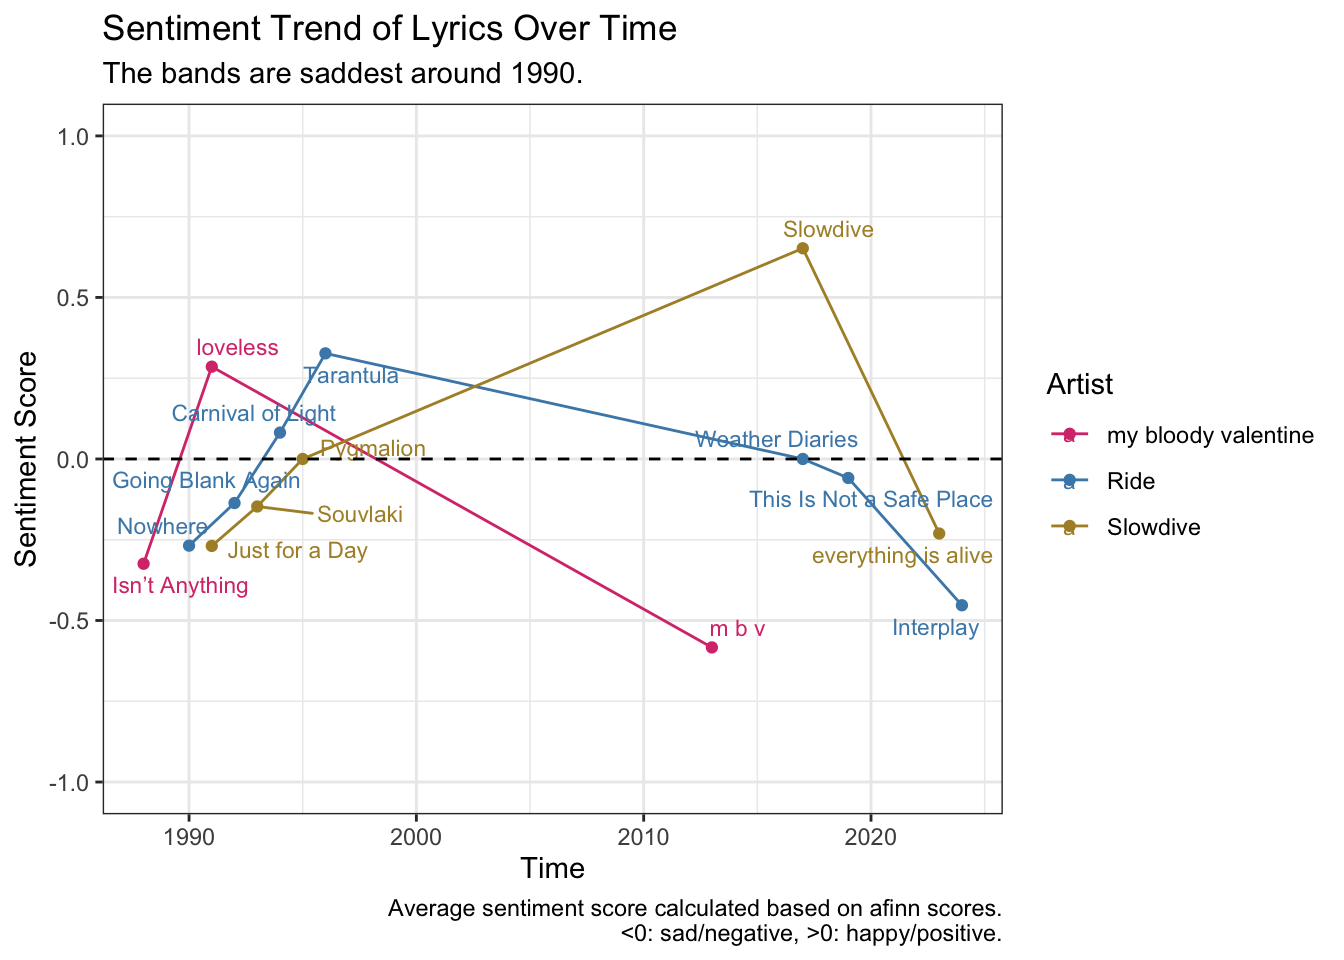 Sentiment Trend of Lyrics Over Time
The bands are saddest around 1990.
Sentiment Score
1.0
0.5
0.0
-0.5
-1.0
Slowdive
loveless
Tarantula
Carnival of Light
Weather Diaries
Pygmalion
Going Blank Again
This Is Not a Safe Place
Souvlaki
Nowhere
Just for a Day
everything is alive
Isn’t Anything
Interplay
m b v
1990
2000
2010
2020
Time
Artist
a my bloody valentine
a Ride
a Slowdive
Average sentiment score calculated based on afinn scores.
<0: sad/negative, >0: happy/positive.